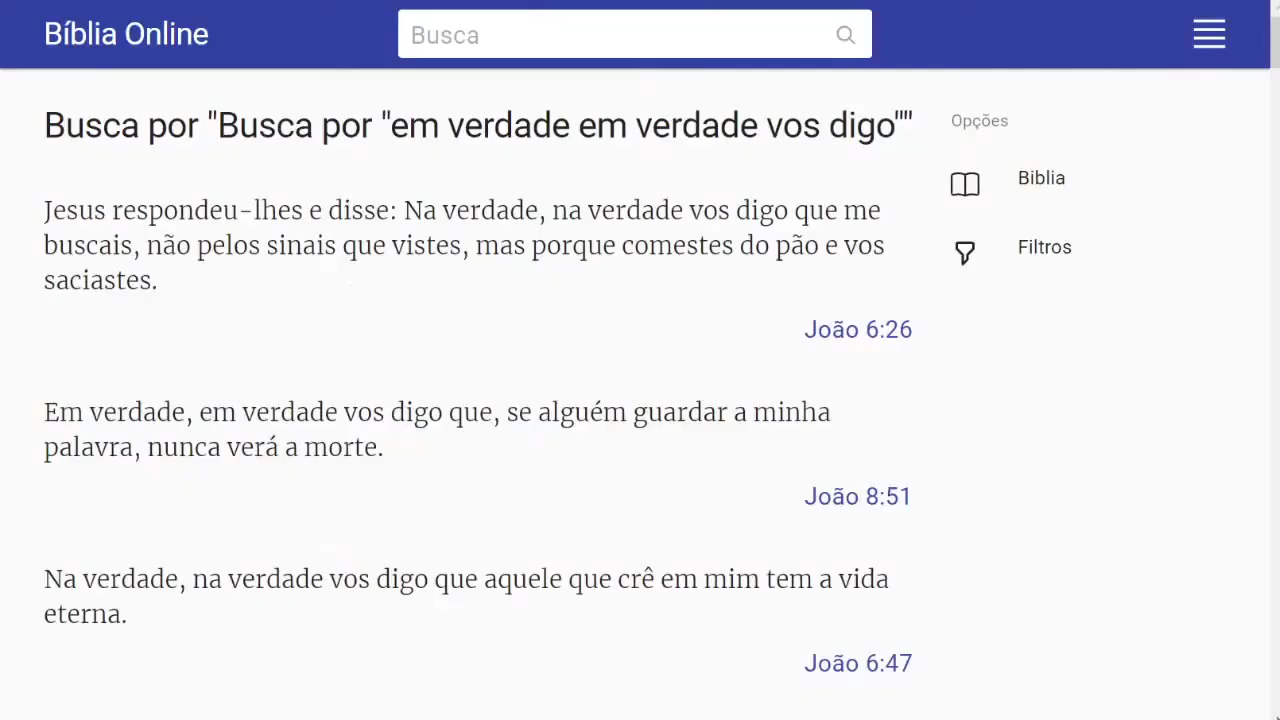 Bíblia Online
Busca
Busca por "Busca por "em verdade em verdade vos digo""
Opções
Biblia
Filtros
Jesus respondeu-lhes e disse: Na verdade, na verdade vos digo que me
buscais, não pelos sinais que vistes, mas porque comestes do pão e vos
saciastes.
João 6:26
Em verdade, em verdade vos digo que, se alguém guardar a minha
palavra, nunca verá a morte.
João 8:51
Na verdade, na verdade vos digo que aquele que crê em mim tem a vida
eterna.
João 6:47